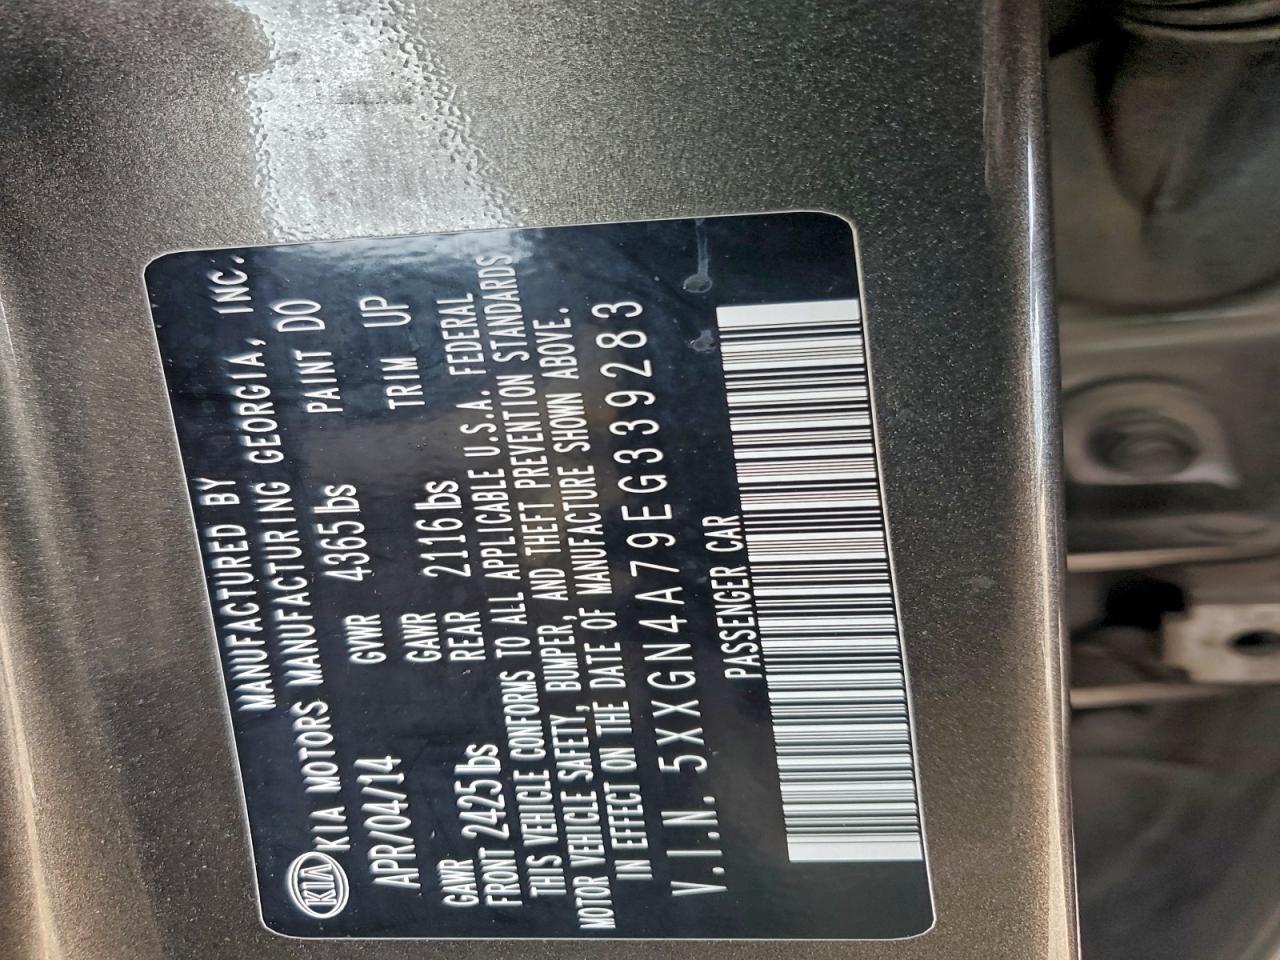 MANUFACTURED BY
KIA KIA MOTORS MANUFACTURING GEORGIA, INC.
APR/04/14 GVWR 4365 lbs PAINT DO
GAWR GAWR TRIM UP
FRONT 2425 lbs REAR 2116 lbs
THIS VEHICLE CONFORMS TO ALL APPLICABLE U.S.A. FEDERAL
MOTOR VEHICLE SAFETY, BUMPER, AND THEFT PREVENTION STANDARDS
IN EFFECT ON THE DATE OF MANUFACTURE SHOWN ABOVE.
V.I.N. 5XXGN4A79EG339283
PASSENGER CAR